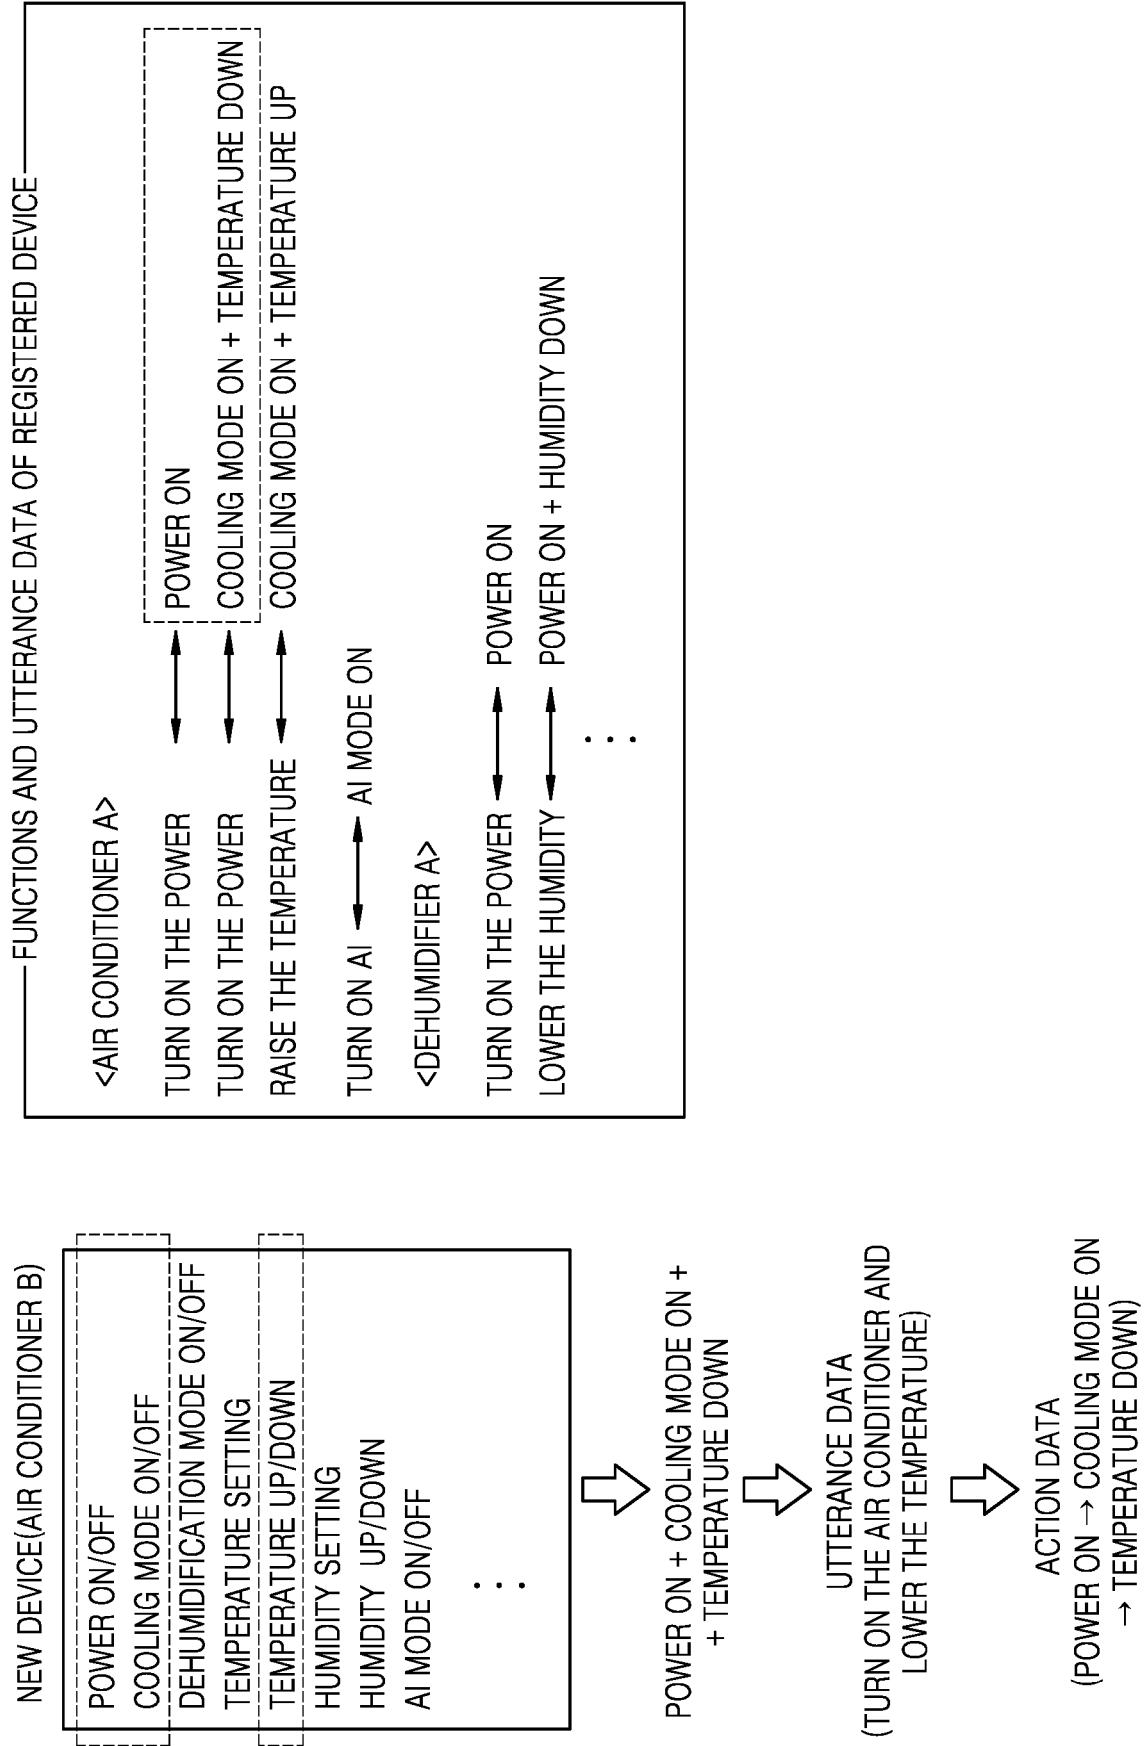 NEW DEVICE(AIR CONDITIONER B)
POWER ON/OFF
COOLING MODE ON/OFF
DEHUMIDIFICATION MODE ON/OFF
TEMPERATURE SETTING
TEMPERATURE UP/DOWN
HUMIDITY SETTING
HUMIDITY UP/DOWN
AI MODE ON/OFF
. . .
POWER ON + COOLING MODE ON +
+ TEMPERATURE DOWN
UTTERANCE DATA
(TURN ON THE AIR CONDITIONER AND
LOWER THE TEMPERATURE)
ACTION DATA
(POWER ON → COOLING MODE ON
→ TEMPERATURE DOWN)
FUNCTIONS AND UTTERANCE DATA OF REGISTERED DEVICE
<AIR CONDITIONER A>
TURN ON THE POWER ↔ POWER ON
TURN ON THE POWER ↔ COOLING MODE ON + TEMPERATURE DOWN
RAISE THE TEMPERATURE ↔ COOLING MODE ON + TEMPERATURE UP
TURN ON AI ↔ AI MODE ON
<DEHUMIDIFIER A>
TURN ON THE POWER ↔ POWER ON
LOWER THE HUMIDITY ↔ POWER ON + HUMIDITY DOWN
. . .